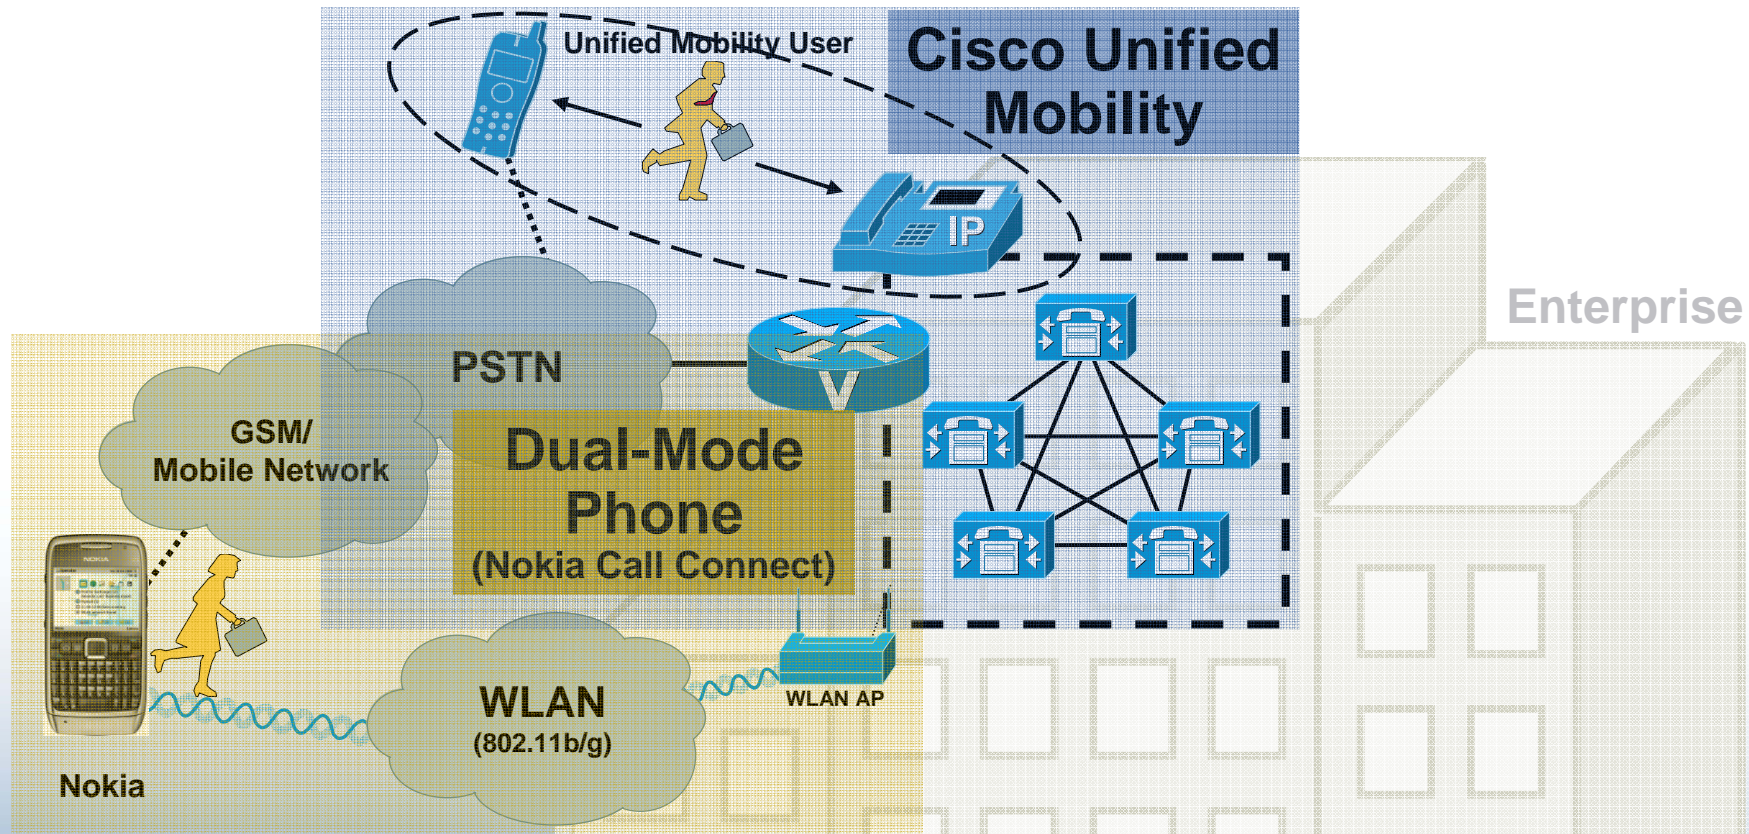 Unified Mobility User
Cisco Unified
Mobility
IP
Enterprise
PSTN
V
GSM/
Mobile Network
Dual-Mode
Phone
(Nokia Call Connect)
NOKIA
WLAN AP
WLAN
(802.11b/g)
Nokia